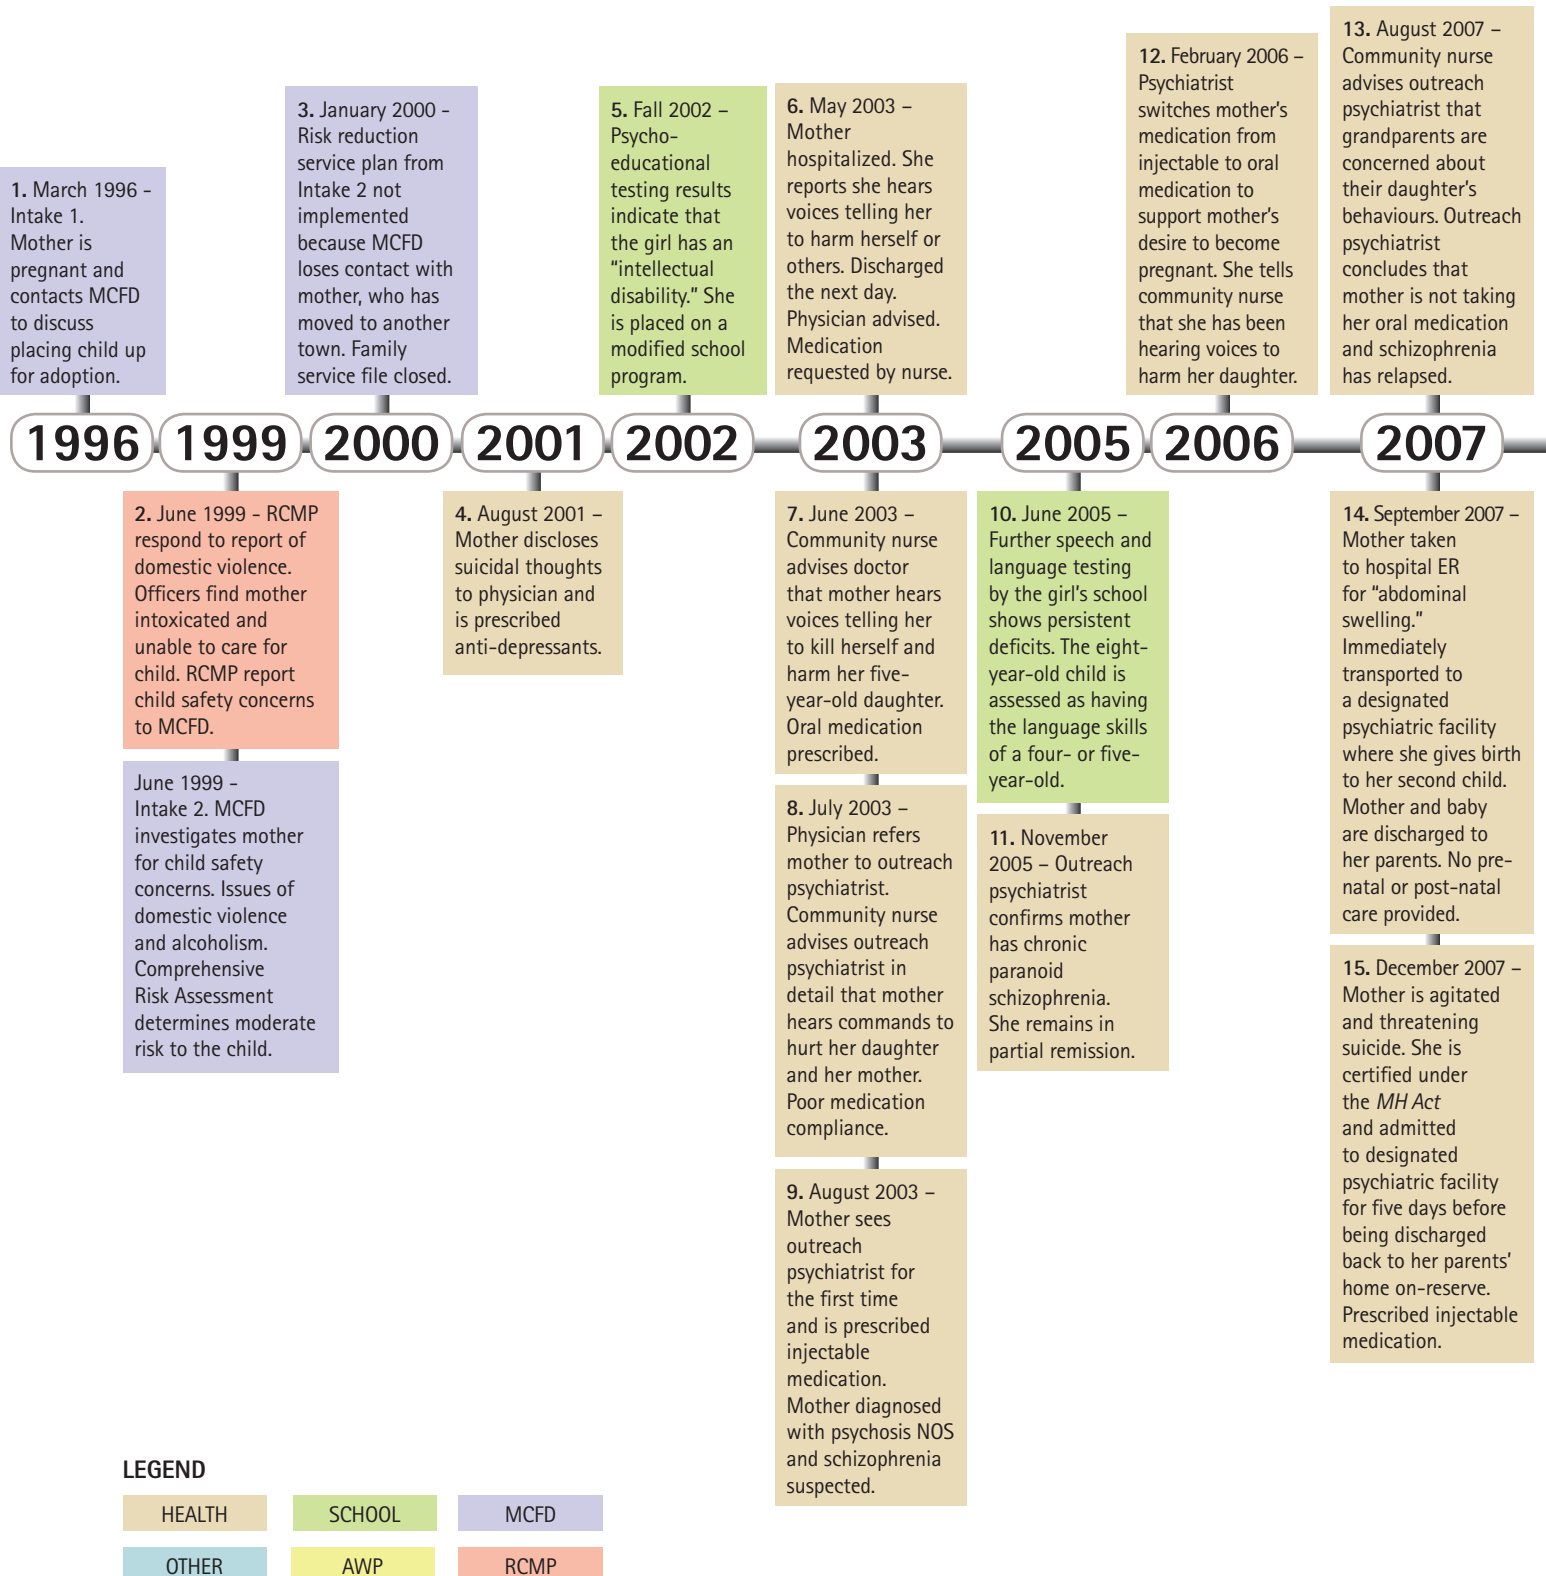 1. March 1996 -
Intake 1.
Mother is
pregnant and
contacts MCFD
to discuss
placing child up
for adoption.
3. January 2000 -
Risk reduction
service plan from
Intake 2 not
implemented
because MCFD
loses contact with
mother, who has
moved to another
town. Family
service file closed.
5. Fall 2002 –
Psycho-
educational
testing results
indicate that
the girl has an
"intellectual
disability." She
is placed on a
modified school
program.
6. May 2003 –
Mother
hospitalized. She
reports she hears
voices telling her
to harm herself or
others. Discharged
the next day.
Physician advised.
Medication
requested by nurse.
12. February 2006 –
Psychiatrist
switches mother's
medication from
injectable to oral
medication to
support mother's
desire to become
pregnant. She tells
community nurse
that she has been
hearing voices to
harm her daughter.
13. August 2007 –
Community nurse
advises outreach
psychiatrist that
grandparents are
concerned about
their daughter's
behaviours. Outreach
psychiatrist
concludes that
mother is not taking
her oral medication
and schizophrenia
has relapsed.
1996 1999 2000 2001 2002 2003 2005 2006 2007
2. June 1999 - RCMP
respond to report of
domestic violence.
Officers find mother
intoxicated and
unable to care for
child. RCMP report
child safety concerns
to MCFD.
June 1999 -
Intake 2. MCFD
investigates mother
for child safety
concerns. Issues of
domestic violence
and alcoholism.
Comprehensive
Risk Assessment
determines moderate
risk to the child.
4. August 2001 –
Mother discloses
suicidal thoughts
to physician and
is prescribed
anti-depressants.
7. June 2003 –
Community nurse
advises doctor
that mother hears
voices telling her
to kill herself and
harm her five-
year-old daughter.
Oral medication
prescribed.
8. July 2003 –
Physician refers
mother to outreach
psychiatrist.
Community nurse
advises outreach
psychiatrist in
detail that mother
hears commands to
hurt her daughter
and her mother.
Poor medication
compliance.
9. August 2003 –
Mother sees
outreach
psychiatrist for
the first time
and is prescribed
injectable
medication.
Mother diagnosed
with psychosis NOS
and schizophrenia
suspected.
10. June 2005 –
Further speech and
language testing
by the girl's school
shows persistent
deficits. The eight-
year-old child is
assessed as having
the language skills
of a four- or five-
year-old.
11. November
2005 – Outreach
psychiatrist
confirms mother
has chronic
paranoid
schizophrenia.
She remains in
partial remission.
14. September 2007 –
Mother taken
to hospital ER
for "abdominal
swelling."
Immediately
transported to
a designated
psychiatric facility
where she gives birth
to her second child.
Mother and baby
are discharged to
her parents. No pre-
natal or post-natal
care provided.
15. December 2007 –
Mother is agitated
and threatening
suicide. She is
certified under
the MH Act
and admitted
to designated
psychiatric facility
for five days before
being discharged
back to her parents'
home on-reserve.
Prescribed injectable
medication.
LEGEND
HEALTH SCHOOL MCFD
OTHER AWP RCMP